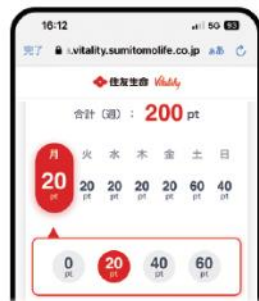 16:12 5G 93
完了 s.vitality.sumitomolife.co.jp ああ
住友生命 Vitality
合計（週）： 200 pt
月 火 水 木 金 土 日
20 20 20 20 20 60 40
pt pt pt pt pt pt pt
0 20 40 60
pt pt pt pt